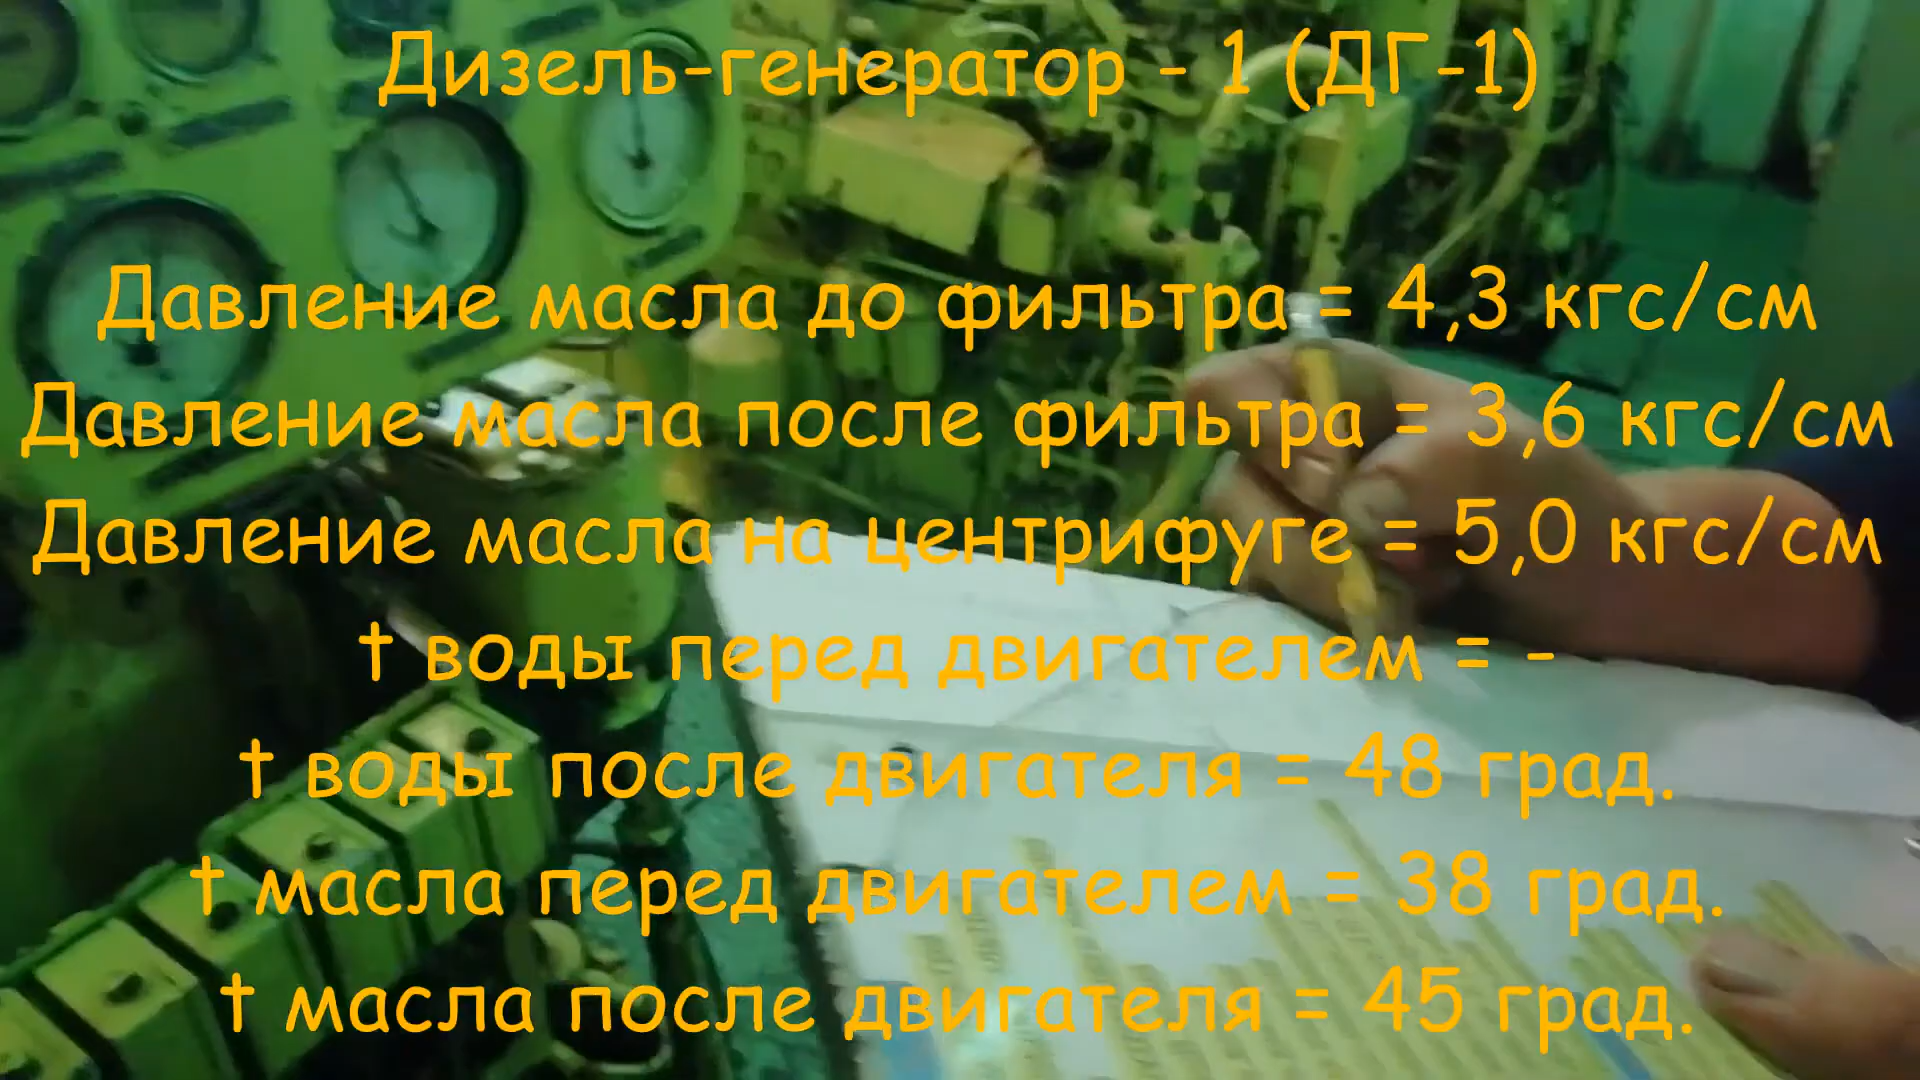 Дизель-генератор - 1 (ДГ-1)
Давление масла до фильтра = 4,3 кгс/см
Давление масла после фильтра = 3,6 кгс/см
Давление масла на центрифуге = 5,0 кгс/см
t воды перед двигателем = -
t воды после двигателя = 48 град.
t масла перед двигателем = 38 град.
t масла после двигателя = 45 град.